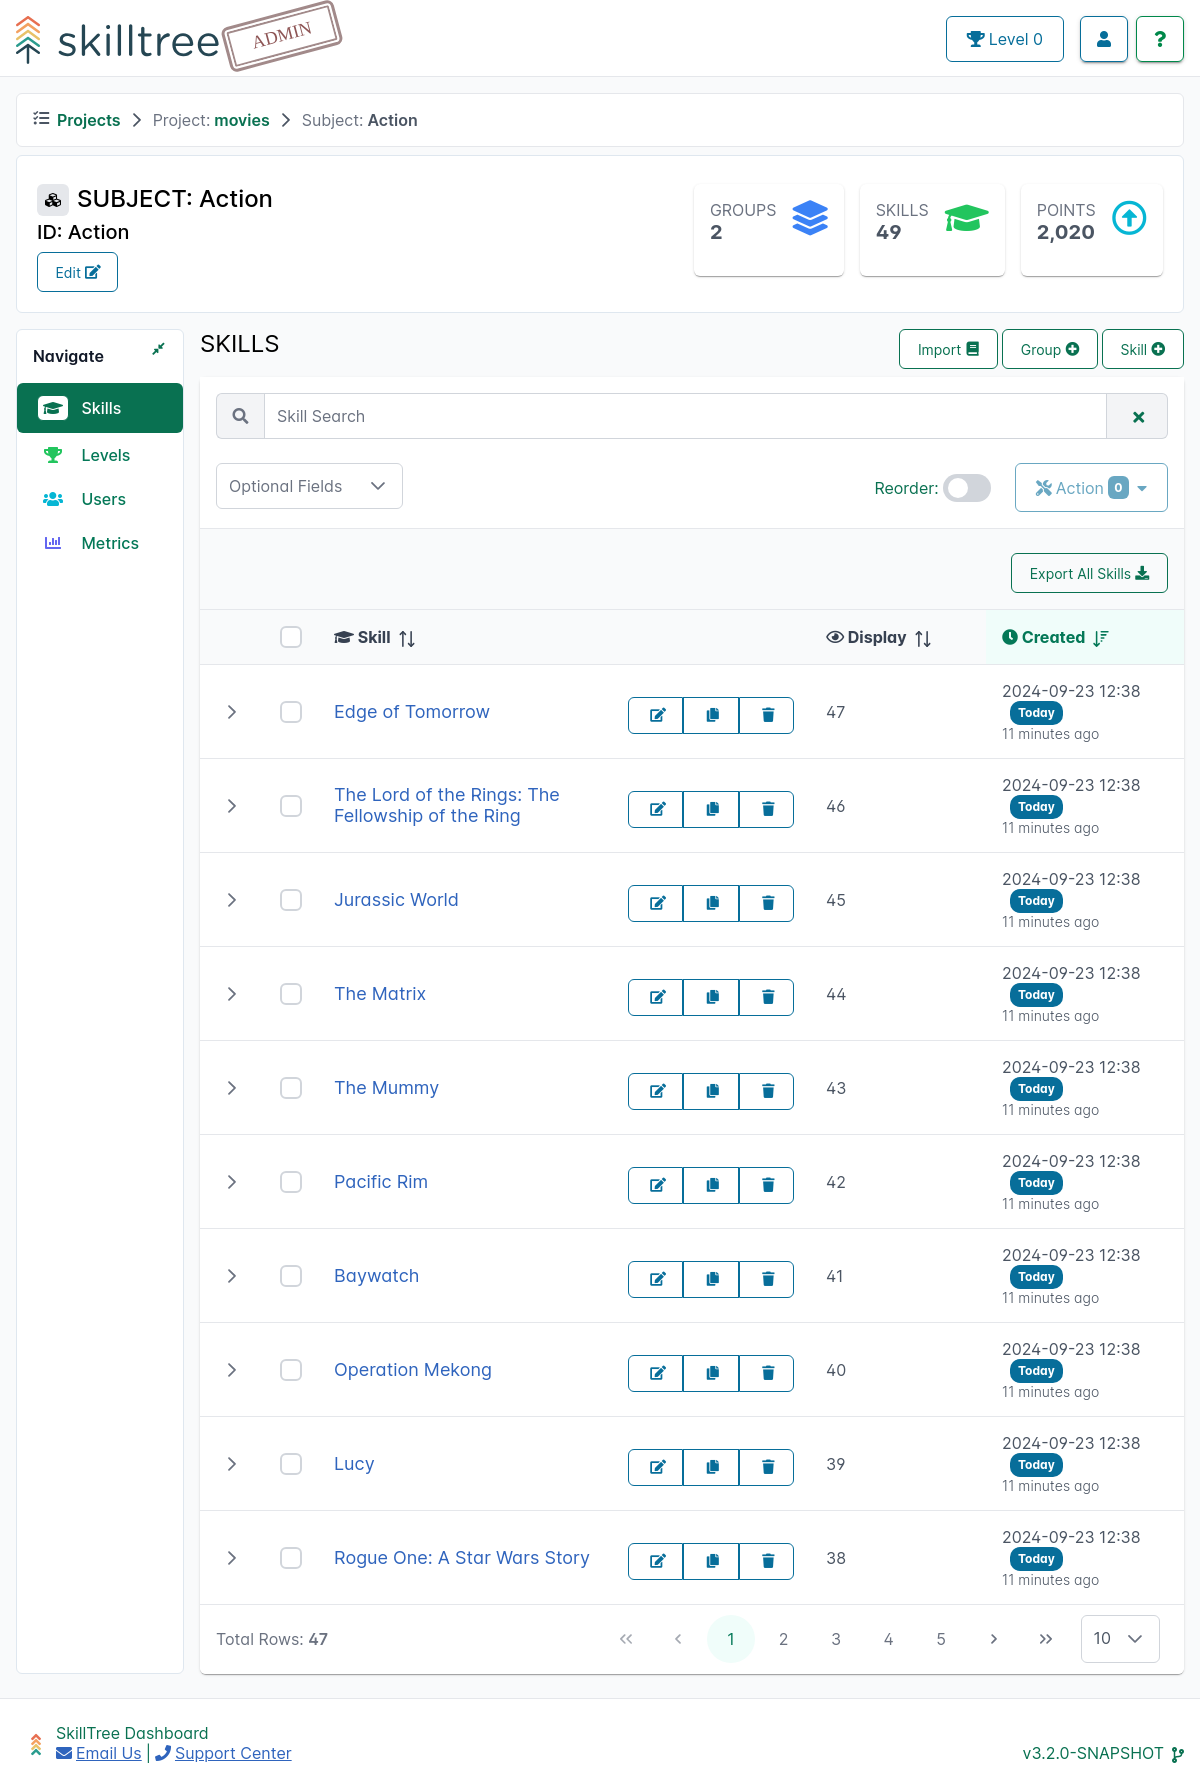 skilltree ADMIN Level 0 ?
Projects Project: movies Subject: Action
SUBJECT: Action
ID: Action
Edit
GROUPS
2
SKILLS
49
POINTS
2,020
Navigate
Skills
Levels
Users
Metrics
SKILLS
Import Group Skill
Skill Search
Optional Fields Reorder: Action 0
Export All Skills
Skill Display Created
Edge of Tomorrow 47 2024-09-23 12:38
Today
11 minutes ago
The Lord of the Rings: The
Fellowship of the Ring 46 2024-09-23 12:38
Today
11 minutes ago
Jurassic World 45 2024-09-23 12:38
Today
11 minutes ago
The Matrix 44 2024-09-23 12:38
Today
11 minutes ago
The Mummy 43 2024-09-23 12:38
Today
11 minutes ago
Pacific Rim 42 2024-09-23 12:38
Today
11 minutes ago
Baywatch 41 2024-09-23 12:38
Today
11 minutes ago
Operation Mekong 40 2024-09-23 12:38
Today
11 minutes ago
Lucy 39 2024-09-23 12:38
Today
11 minutes ago
Rogue One: A Star Wars Story 38 2024-09-23 12:38
Today
11 minutes ago
Total Rows: 47 1 2 3 4 5 10
SkillTree Dashboard
Email Us | Support Center v3.2.0-SNAPSHOT